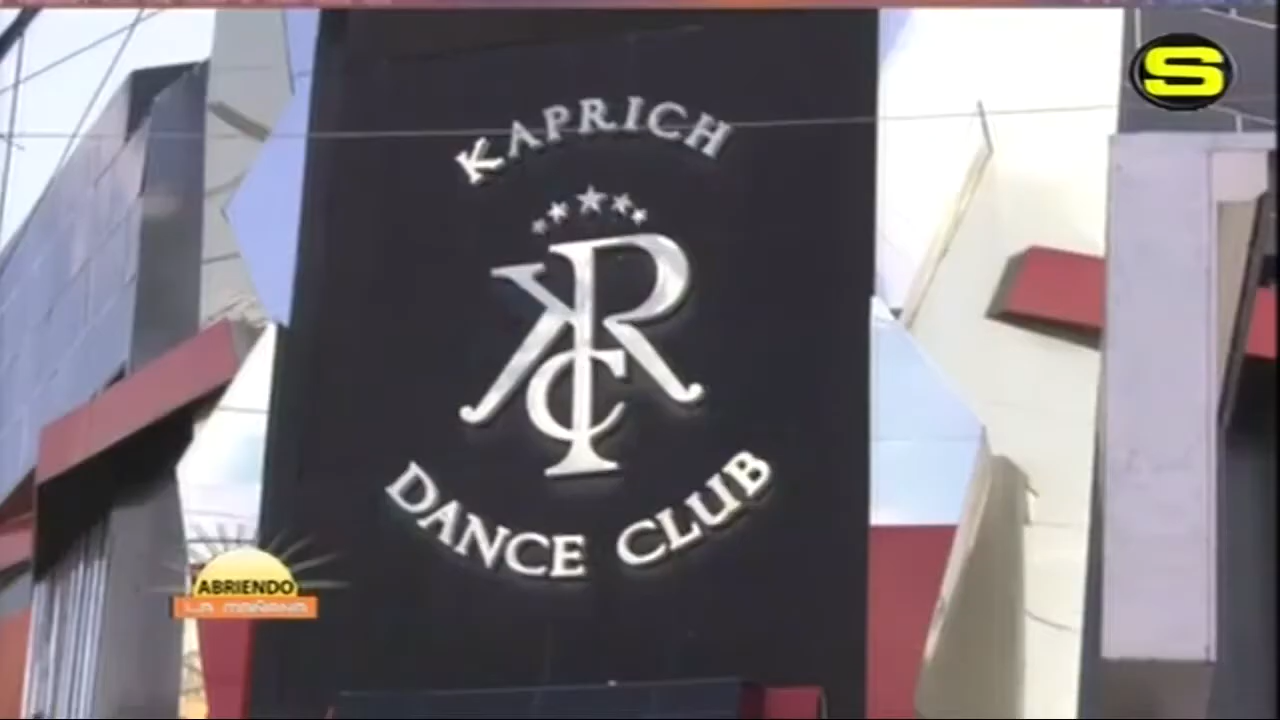 S
KAPRICH
KRC
DANCE CLUB
ABRIENDO
LA MAÑANA